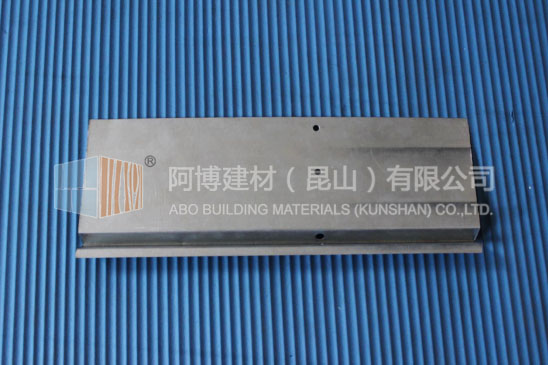 ®
阿博建材（昆山）有限公司
ABO BUILDING MATERIALS (KUNSHAN) CO.,LTD.